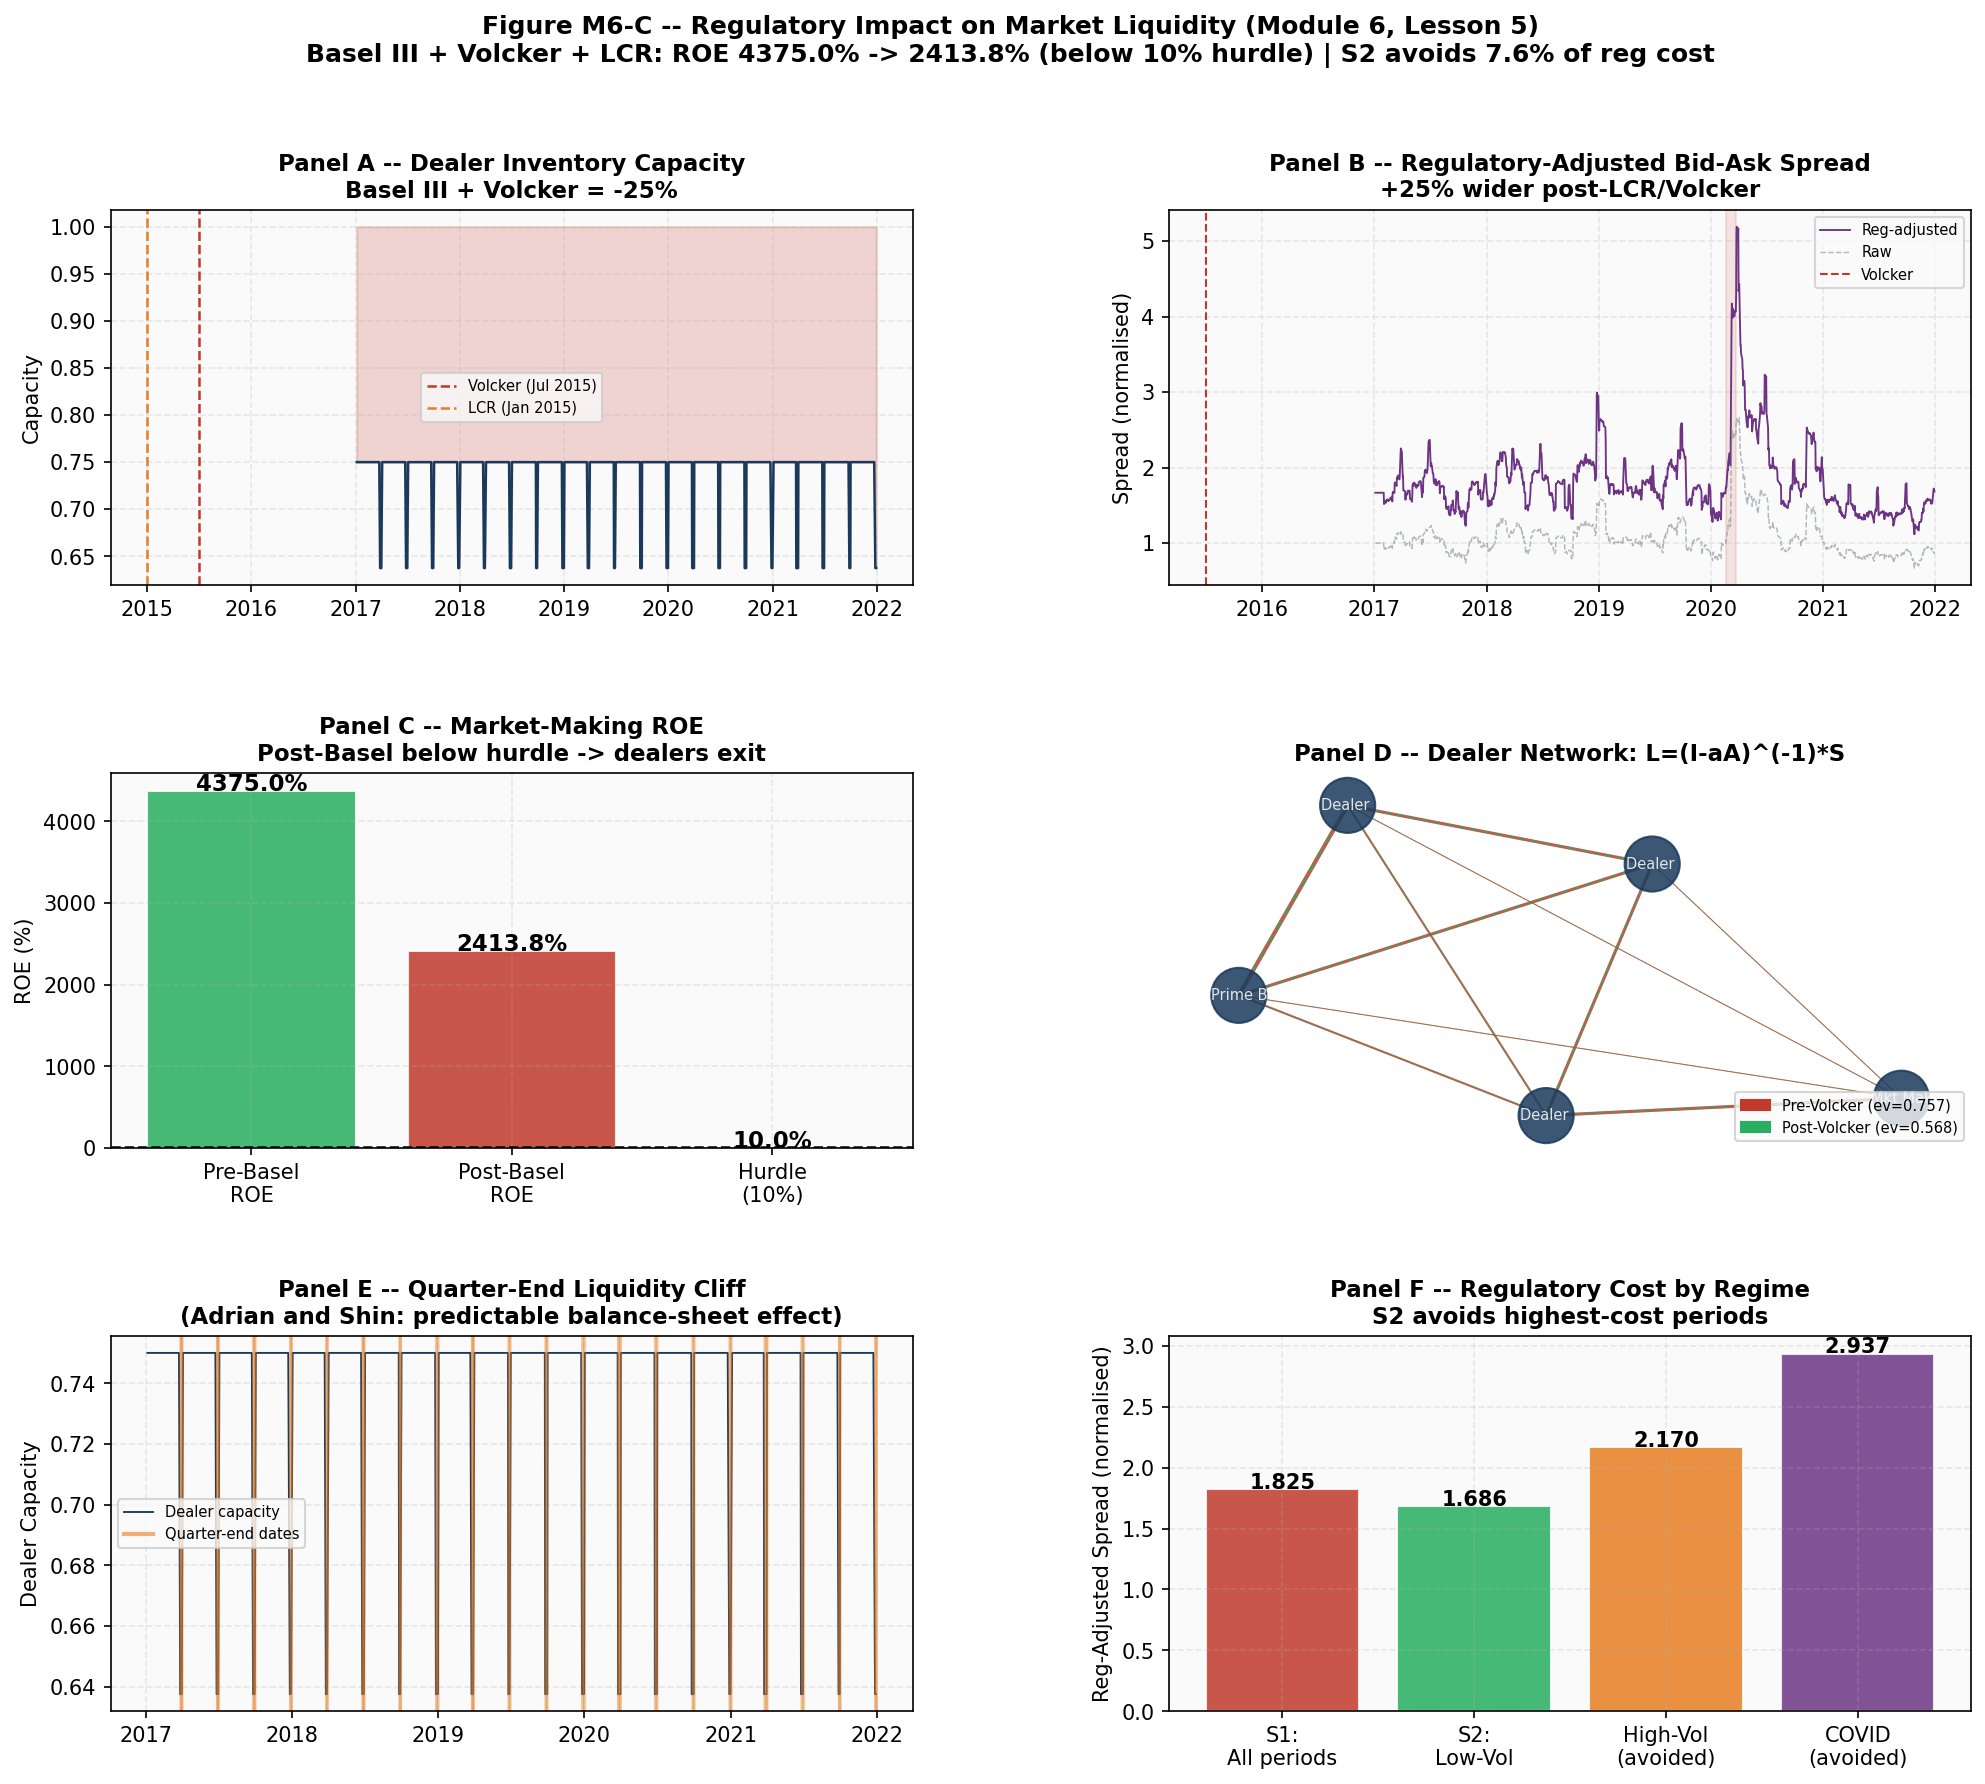 Figure M6-C -- Regulatory Impact on Market Liquidity (Module 6, Lesson 5)
Basel III + Volcker + LCR: ROE 4375.0% -> 2413.8% (below 10% hurdle) | S2 avoids 7.6% of reg cost
Panel A -- Dealer Inventory Capacity
Basel III + Volcker = -25%
Capacity
1.00
0.95
0.90
0.85
0.80
0.75
0.70
0.65
Volcker (Jul 2015)
LCR (Jan 2015)
2015 2016 2017 2018 2019 2020 2021 2022
Panel B -- Regulatory-Adjusted Bid-Ask Spread
+25% wider post-LCR/Volcker
Spread (normalised)
5
4
3
2
1
Reg-adjusted
Raw
Volcker
2016 2017 2018 2019 2020 2021 2022
Panel C -- Market-Making ROE
Post-Basel below hurdle -> dealers exit
ROE (%)
4000
3000
2000
1000
0
4375.0%
2413.8%
10.0%
Pre-Basel
ROE
Post-Basel
ROE
Hurdle
(10%)
Panel D -- Dealer Network: L=(I-aA)^(-1)*S
Dealer
Dealer
Prime B
Dealer
Pre-Volcker (ev=0.757)
Post-Volcker (ev=0.568)
Panel E -- Quarter-End Liquidity Cliff
(Adrian and Shin: predictable balance-sheet effect)
Dealer Capacity
0.74
0.72
0.70
0.68
0.66
0.64
Dealer capacity
Quarter-end dates
2017 2018 2019 2020 2021 2022
Panel F -- Regulatory Cost by Regime
S2 avoids highest-cost periods
Reg-Adjusted Spread (normalised)
3.0
2.5
2.0
1.5
1.0
0.5
0.0
1.825
1.686
2.170
2.937
S1:
All periods
S2:
Low-Vol
High-Vol
(avoided)
COVID
(avoided)